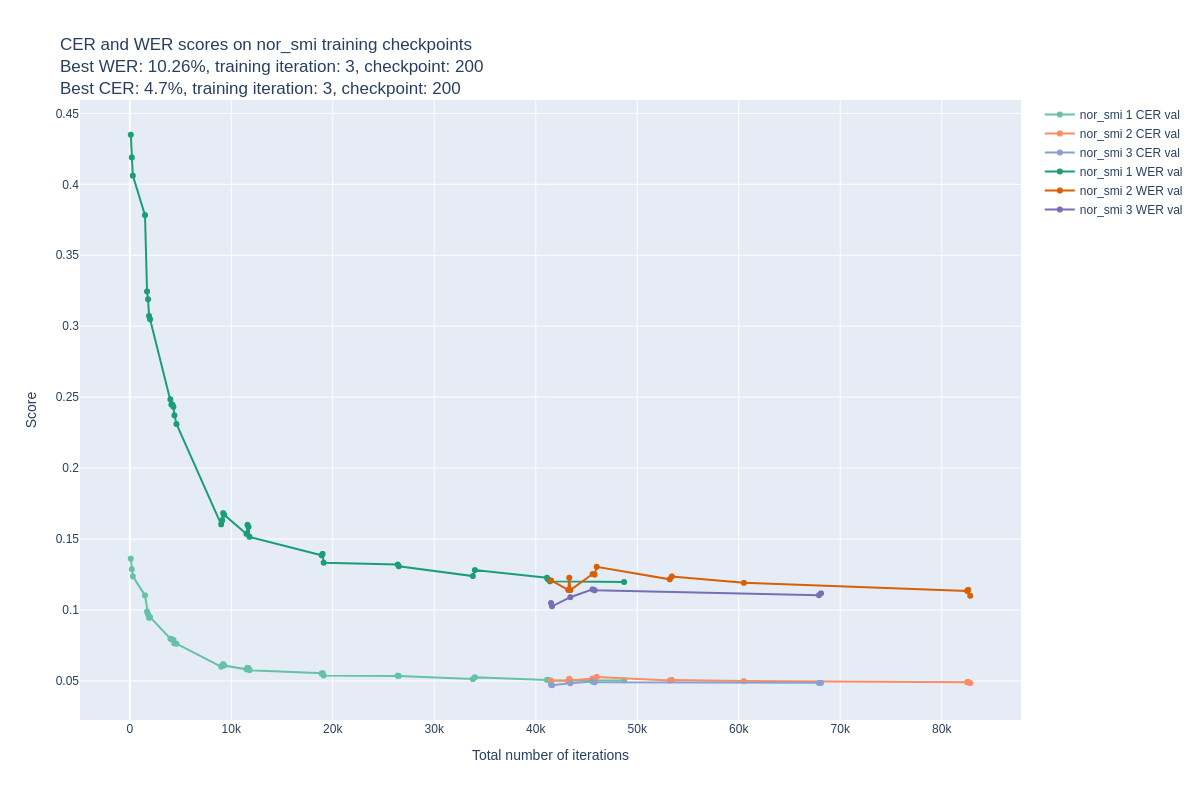 CER and WER scores on nor_smi training checkpoints
Best WER: 10.26%, training iteration: 3, checkpoint: 200
Best CER: 4.7%, training iteration: 3, checkpoint: 200
0.45
0.4
0.35
0.3
0.25
0.2
0.15
0.1
0.05
Score
0 10k 20k 30k 40k 50k 60k 70k 80k
Total number of iterations
nor_smi 1 CER val
nor_smi 2 CER val
nor_smi 3 CER val
nor_smi 1 WER val
nor_smi 2 WER val
nor_smi 3 WER val